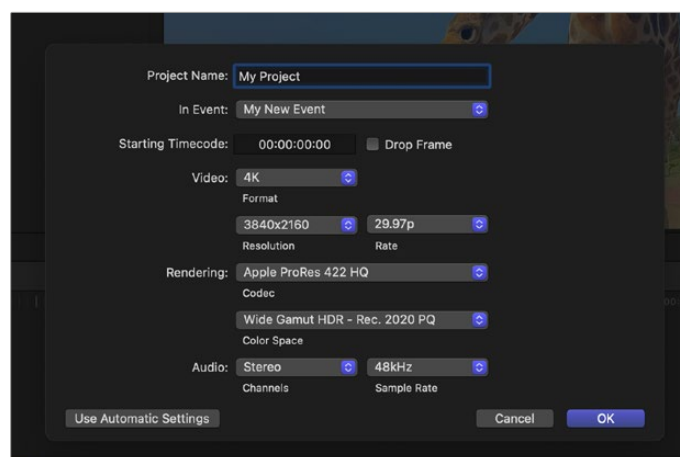 Project Name: My Project
In Event: My New Event
Starting Timecode: 00:00:00:00 Drop Frame
Video: 4K
Format
3840x2160 29.97p
Resolution Rate
Rendering: Apple ProRes 422 HQ
Codec
Wide Gamut HDR - Rec. 2020 PQ
Color Space
Audio: Stereo 48kHz
Channels Sample Rate
Use Automatic Settings Cancel OK